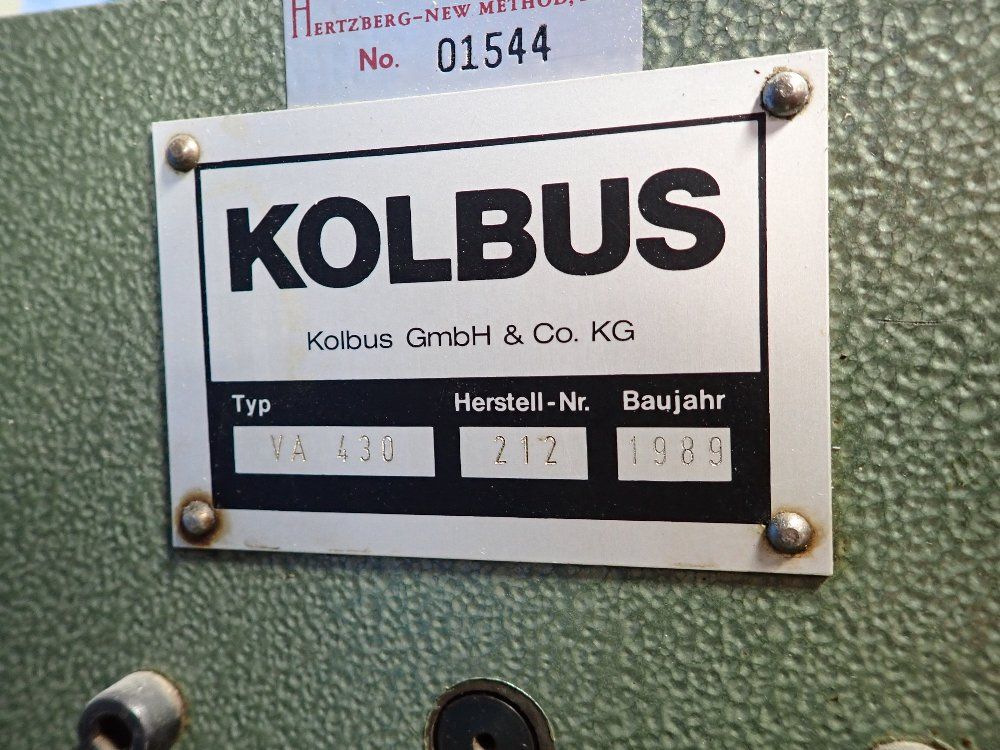 HERTZBERG-NEW METHOD,
No. 01544
KOLBUS
Kolbus GmbH & Co. KG
Typ Herstell-Nr. Baujahr
VA 430 212 1989